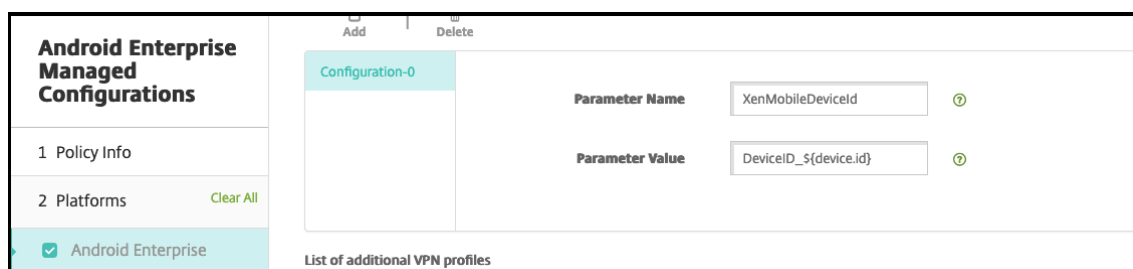 Add
Delete
Android Enterprise
Managed
Configurations
Configuration-0
Parameter Name
XenMobileDeviceId
Parameter Value
DeviceID_${device.id}
1 Policy Info
2 Platforms
Clear All
Android Enterprise
List of additional VPN profiles